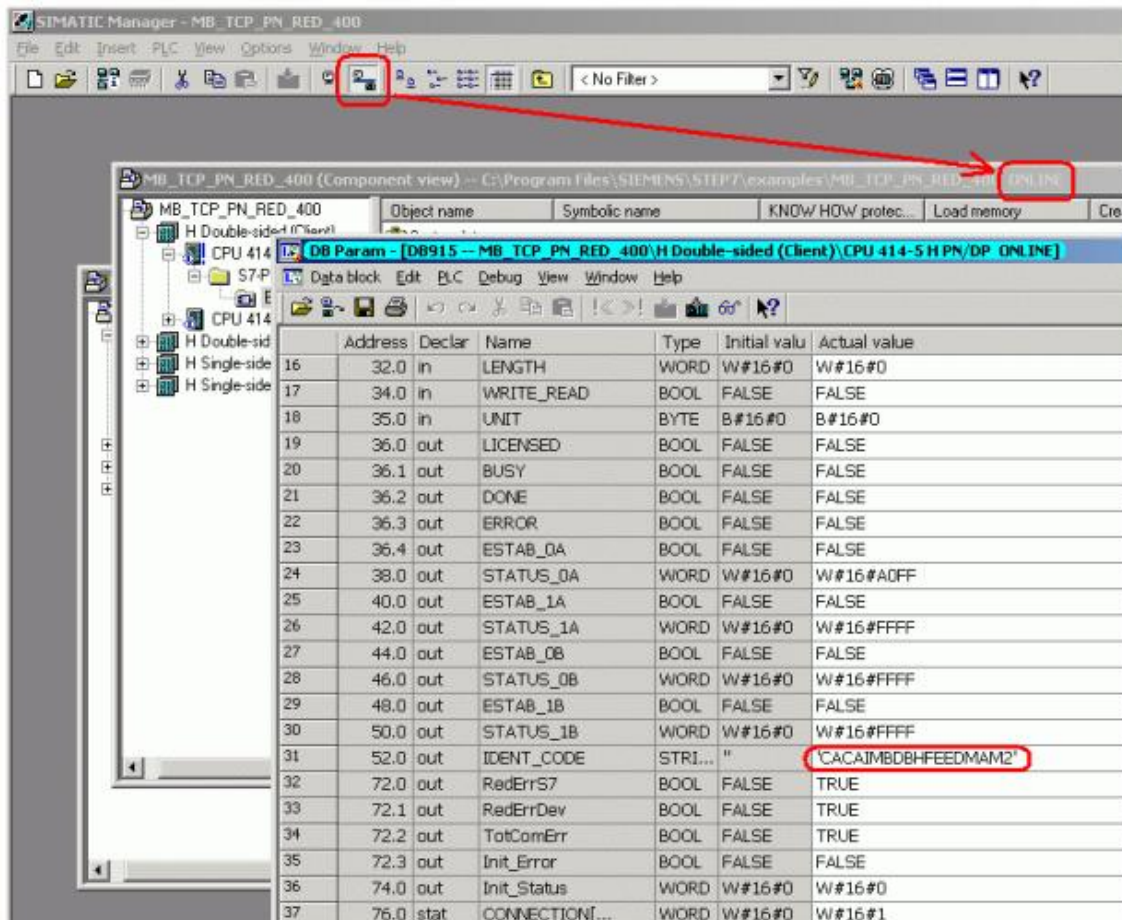 SIMATIC Manager - MB_TCP_PN_RED_400
File Edit Insert PLC View Options Window Help
< No Filter >
MB_TCP_PN_RED_400 (Component view) -- C:\Program Files\SIEMENS\STEP7\examples\MB_TCP_PN_RED_400 ONLINE
MB_TCP_PN_RED_400
Object name Symbolic name KNOW HOW protec... Load memory Cre
H Double-sided (Client)
CPU 414
S7-P
CPU 414
H Double-sid
H Single-side
H Single-side
DB Param - [DB915 -- MB_TCP_PN_RED_400\H Double-sided (Client)\CPU 414-5 H PN/DP ONLINE]
Data block Edit PLC Debug View Window Help
Address Declar Name Type Initial valu Actual value
16 32.0 in LENGTH WORD W#16#0 W#16#0
17 34.0 in WRITE_READ BOOL FALSE FALSE
18 35.0 in UNIT BYTE B#16#0 B#16#0
19 36.0 out LICENSED BOOL FALSE FALSE
20 36.1 out BUSY BOOL FALSE FALSE
21 36.2 out DONE BOOL FALSE FALSE
22 36.3 out ERROR BOOL FALSE FALSE
23 36.4 out ESTAB_0A BOOL FALSE FALSE
24 38.0 out STATUS_0A WORD W#16#0 W#16#A0FF
25 40.0 out ESTAB_1A BOOL FALSE FALSE
26 42.0 out STATUS_1A WORD W#16#0 W#16#FFFF
27 44.0 out ESTAB_0B BOOL FALSE FALSE
28 46.0 out STATUS_0B WORD W#16#0 W#16#FFFF
29 48.0 out ESTAB_1B BOOL FALSE FALSE
30 50.0 out STATUS_1B WORD W#16#0 W#16#FFFF
31 52.0 out IDENT_CODE STRI... '' 'CACAIMBDBHFEEDMAM2'
32 72.0 out RedErrS7 BOOL FALSE TRUE
33 72.1 out RedErrDev BOOL FALSE TRUE
34 72.2 out TotComErr BOOL FALSE TRUE
35 72.3 out Init_Error BOOL FALSE FALSE
36 74.0 out Init_Status WORD W#16#0 W#16#0
37 76.0 stat CONNECTION[... WORD W#16#0 W#16#1